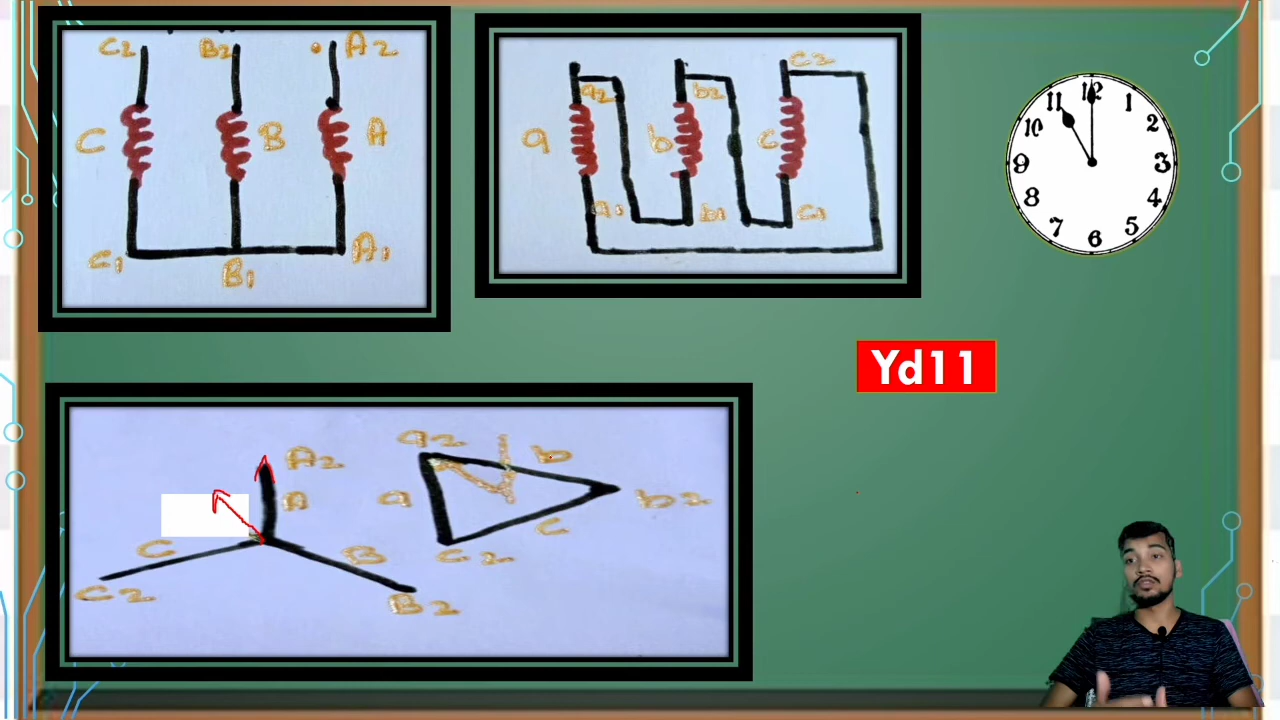 C2 B2 A2
C B A
C1 B1 A1
a2 b2 C2
a b c
a1 b1 C1
11 12 1
10 2
9 3
8 4
7 6 5
Yd11
A2
A
C B
C2 B2
a2 b
a b2
c
C2